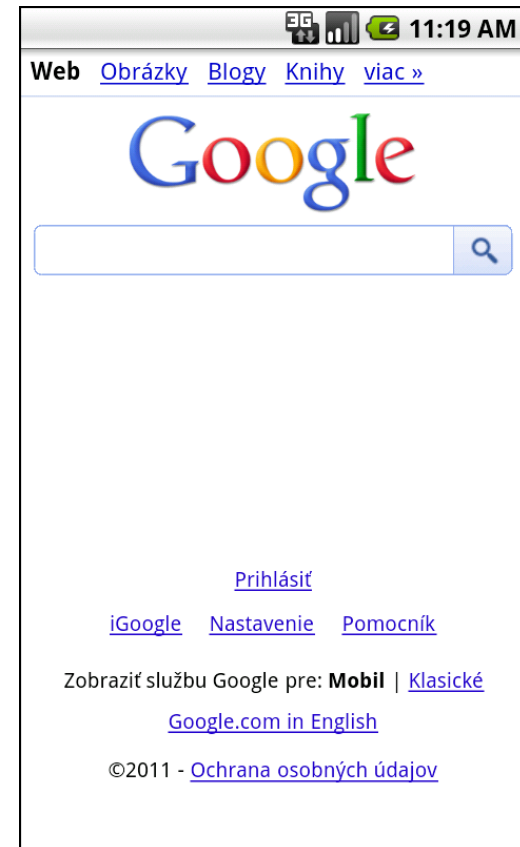 3G 11:19 AM
Web Obrázky Blogy Knihy viac »
Google
Prihlásiť
iGoogle Nastavenie Pomocník
Zobraziť službu Google pre: Mobil | Klasické
Google.com in English
©2011 - Ochrana osobných údajov